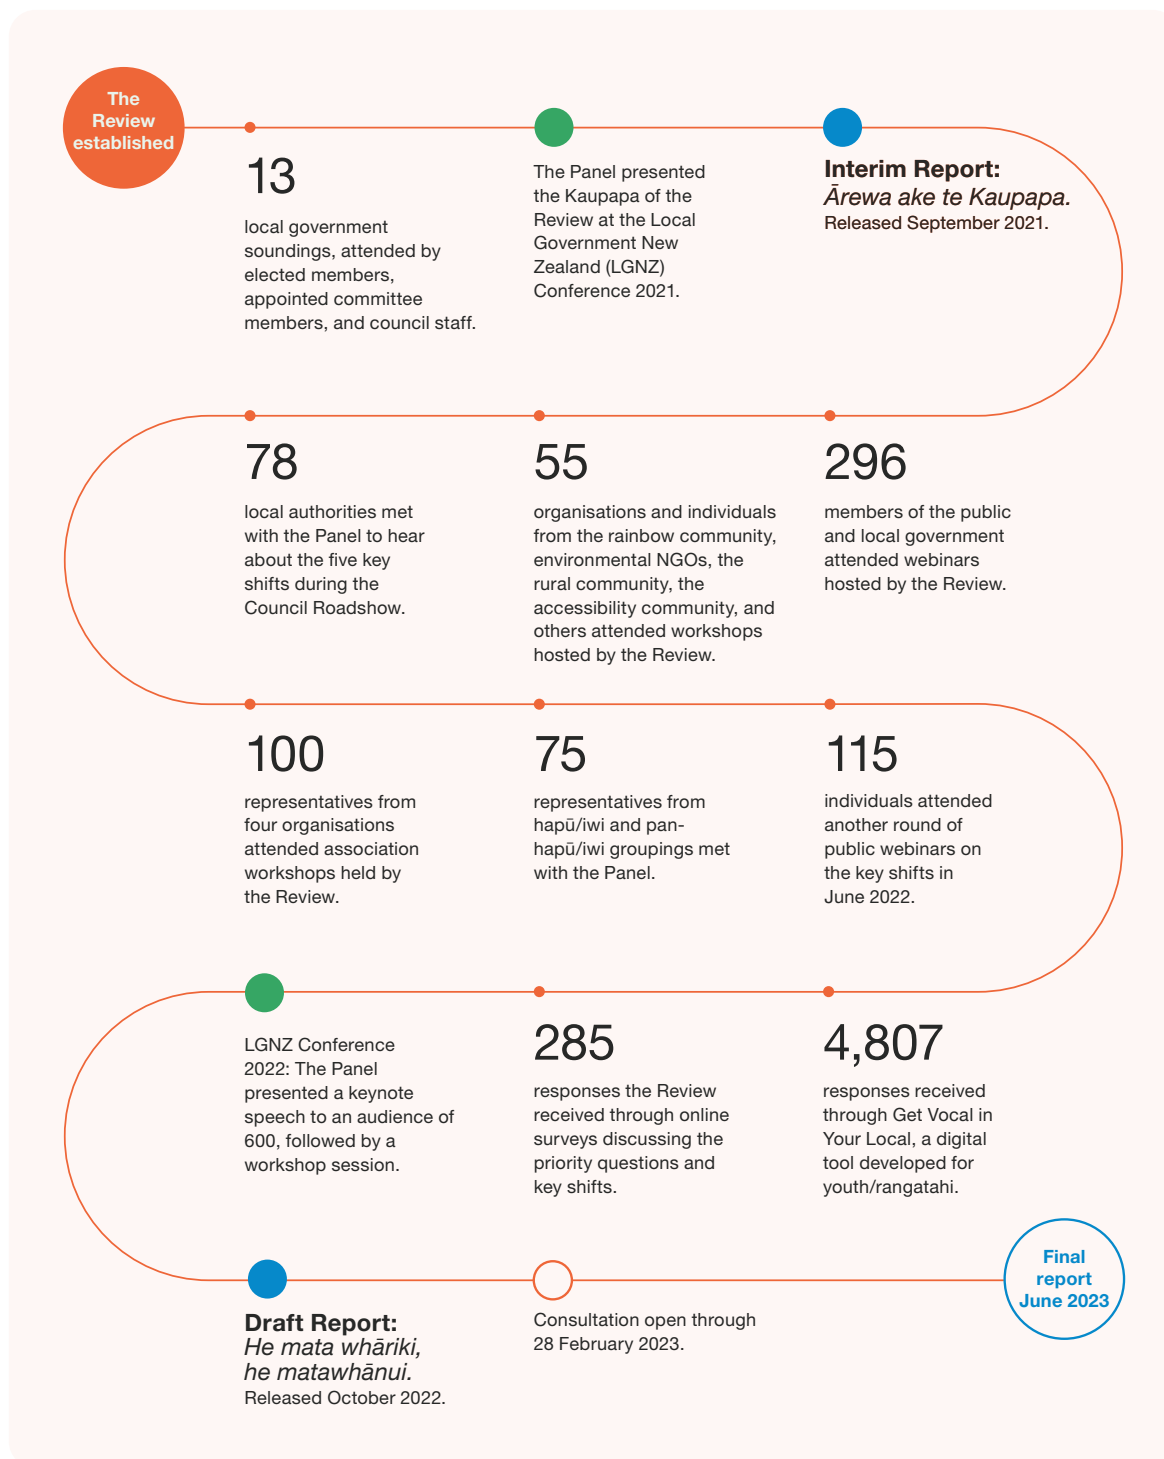 The
Review
established
13
local government
soundings, attended by
elected members,
appointed committee
members, and council staff.
The Panel presented
the Kaupapa of the
Review at the Local
Government New
Zealand (LGNZ)
Conference 2021.
Interim Report:
Ārewa ake te Kaupapa.
Released September 2021.
78
local authorities met
with the Panel to hear
about the five key
shifts during the
Council Roadshow.
55
organisations and individuals
from the rainbow community,
environmental NGOs, the
rural community, the
accessibility community, and
others attended workshops
hosted by the Review.
296
members of the public
and local government
attended webinars
hosted by the Review.
100
representatives from
four organisations
attended association
workshops held by
the Review.
75
representatives from
hapū/iwi and pan-
hapū/iwi groupings met
with the Panel.
115
individuals attended
another round of
public webinars on
the key shifts in
June 2022.
LGNZ Conference
2022: The Panel
presented a keynote
speech to an audience of
600, followed by a
workshop session.
285
responses the Review
received through online
surveys discussing the
priority questions and
key shifts.
4,807
responses received
through Get Vocal in
Your Local, a digital
tool developed for
youth/rangatahi.
Draft Report:
He mata whāriki,
he matawhānui.
Released October 2022.
Consultation open through
28 February 2023.
Final
report
June 2023